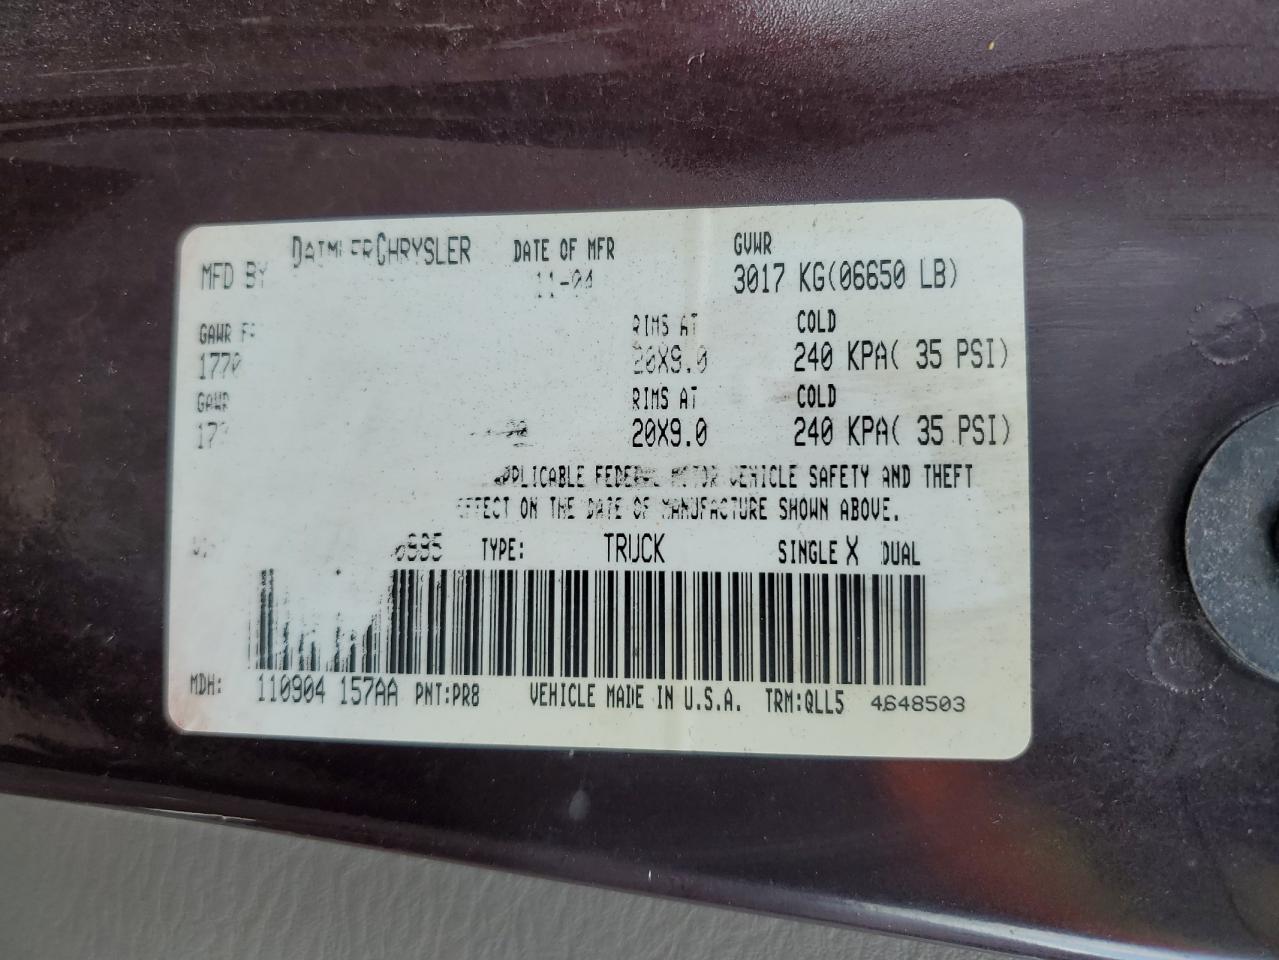 MFD BY DAIMLERCHRYSLER DATE OF MFR GVWR
11-04 3017 KG(06650 LB)
GAWR RIMS AT COLD
1770 20X9.0 240 KPA( 35 PSI)
GAWR RIMS AT COLD
20X9.0 240 KPA( 35 PSI)
APPLICABLE FEDERAL MOTOR VEHICLE SAFETY AND THEFT
EFFECT ON THE DATE OF MANUFACTURE SHOWN ABOVE.
TYPE: TRUCK SINGLE X DUAL
MDH: 110904 157AA PNT:PR8 VEHICLE MADE IN U.S.A. TRM:QLL5 4648503